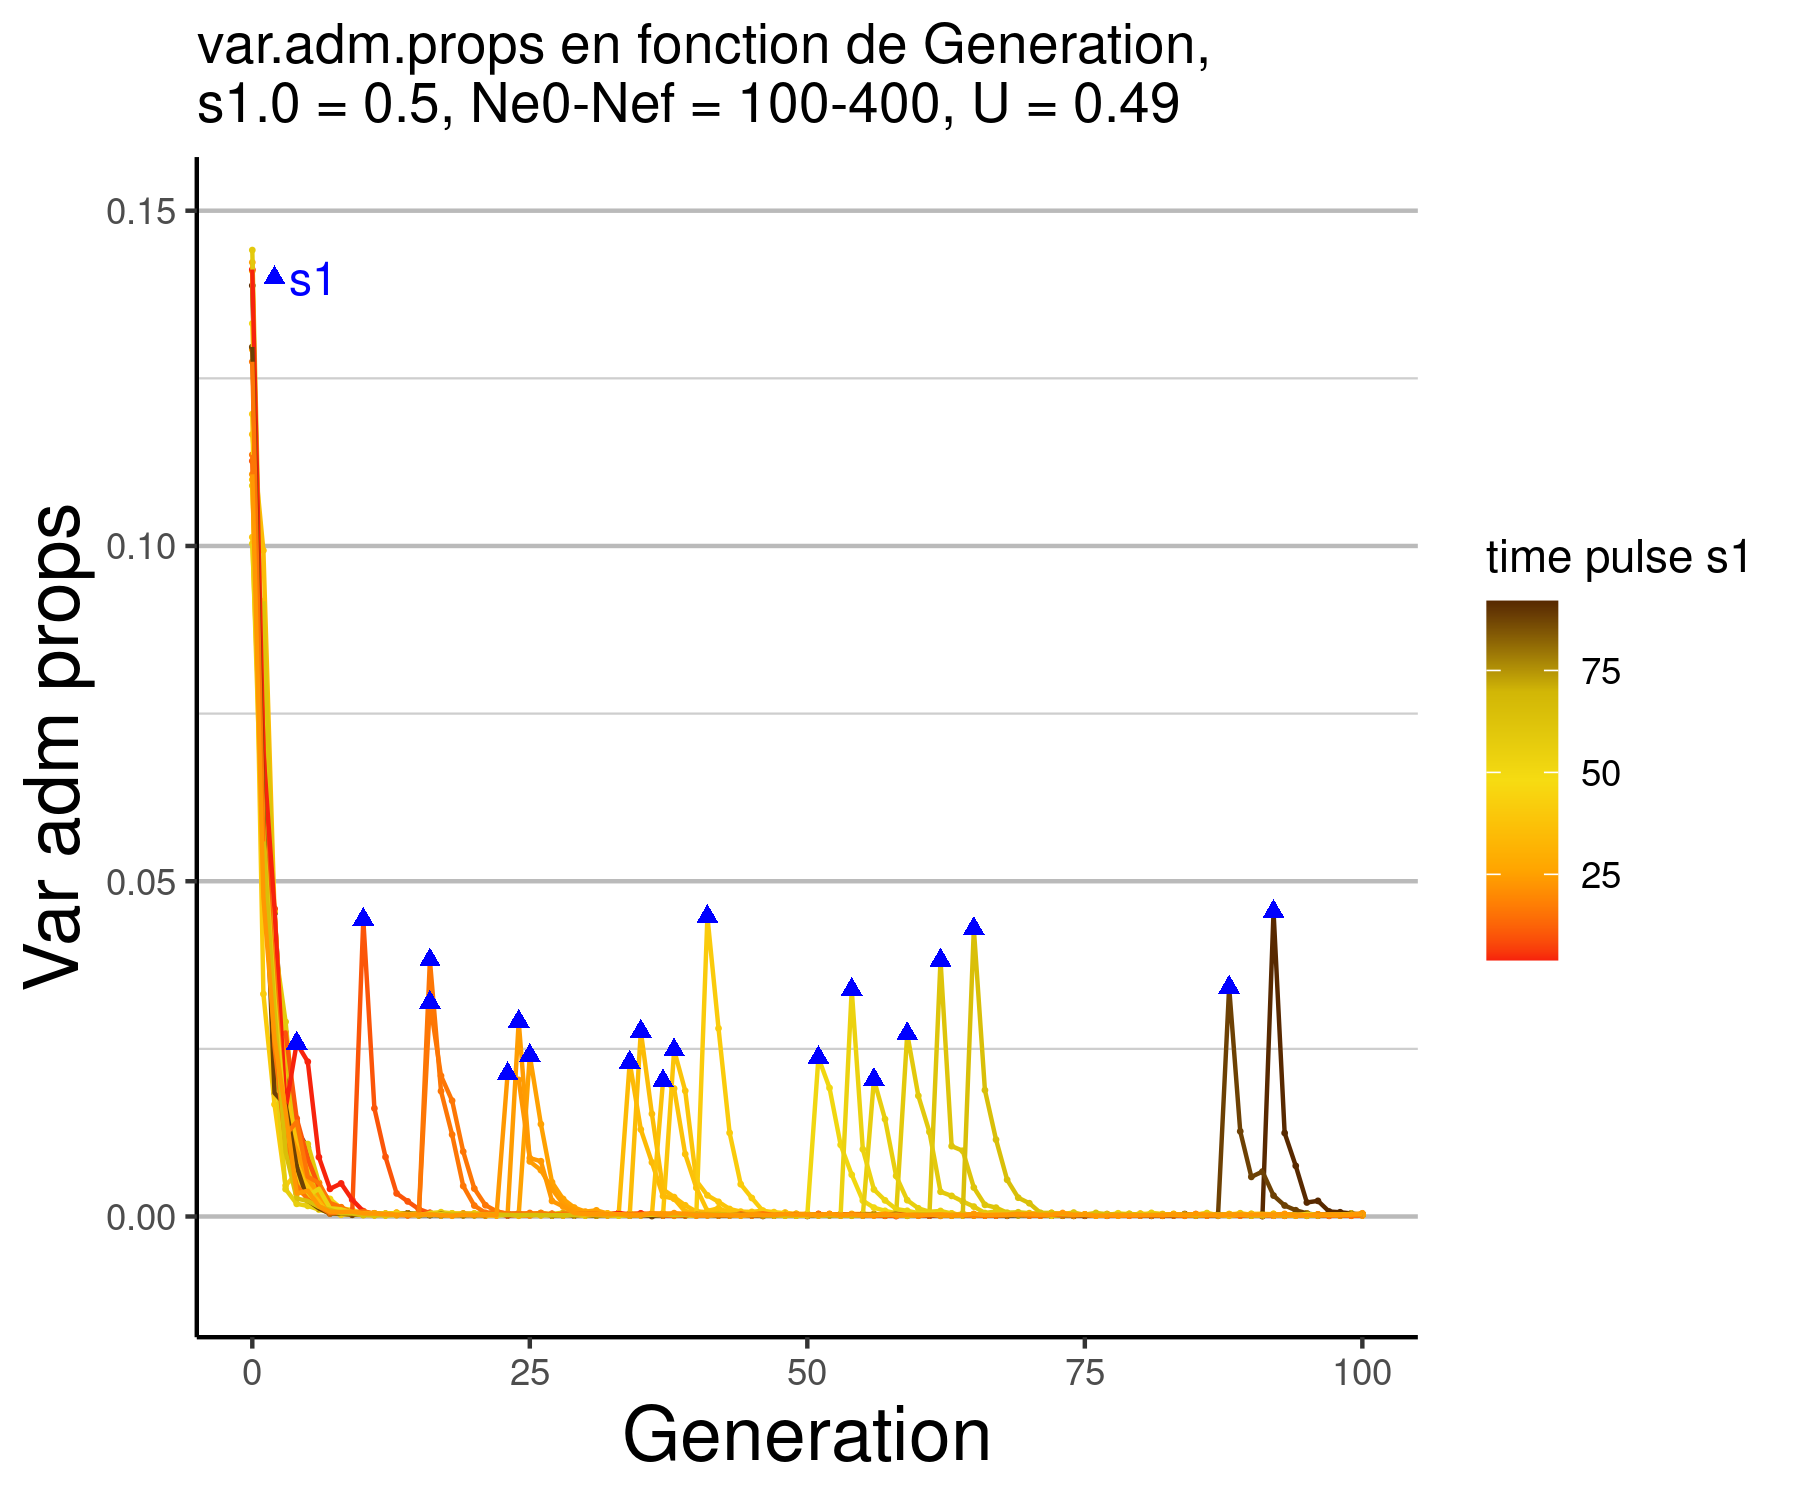 var.adm.props en fonction de Generation,
s1.0 = 0.5, Ne0-Nef = 100-400, U = 0.49
0.15
s1
0.10
0.05
0.00
Var adm props
0
25
50
75
100
Generation
time pulse s1
75
50
25